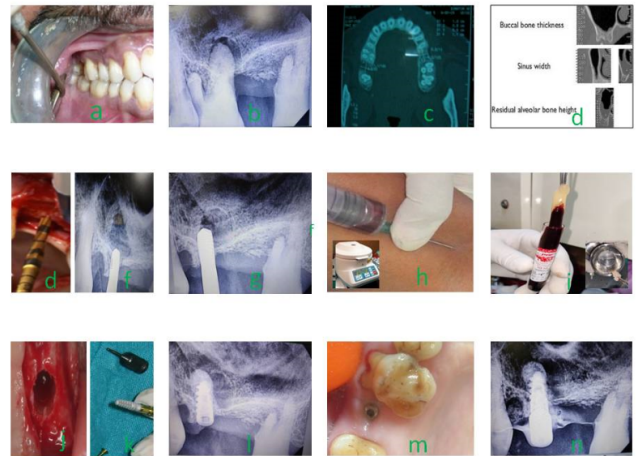 a
b
c
Buccal bone thickness
Sinus width
Residual alveolar bone height
d
d
f
g
f
h
i
j
k
l
m
n